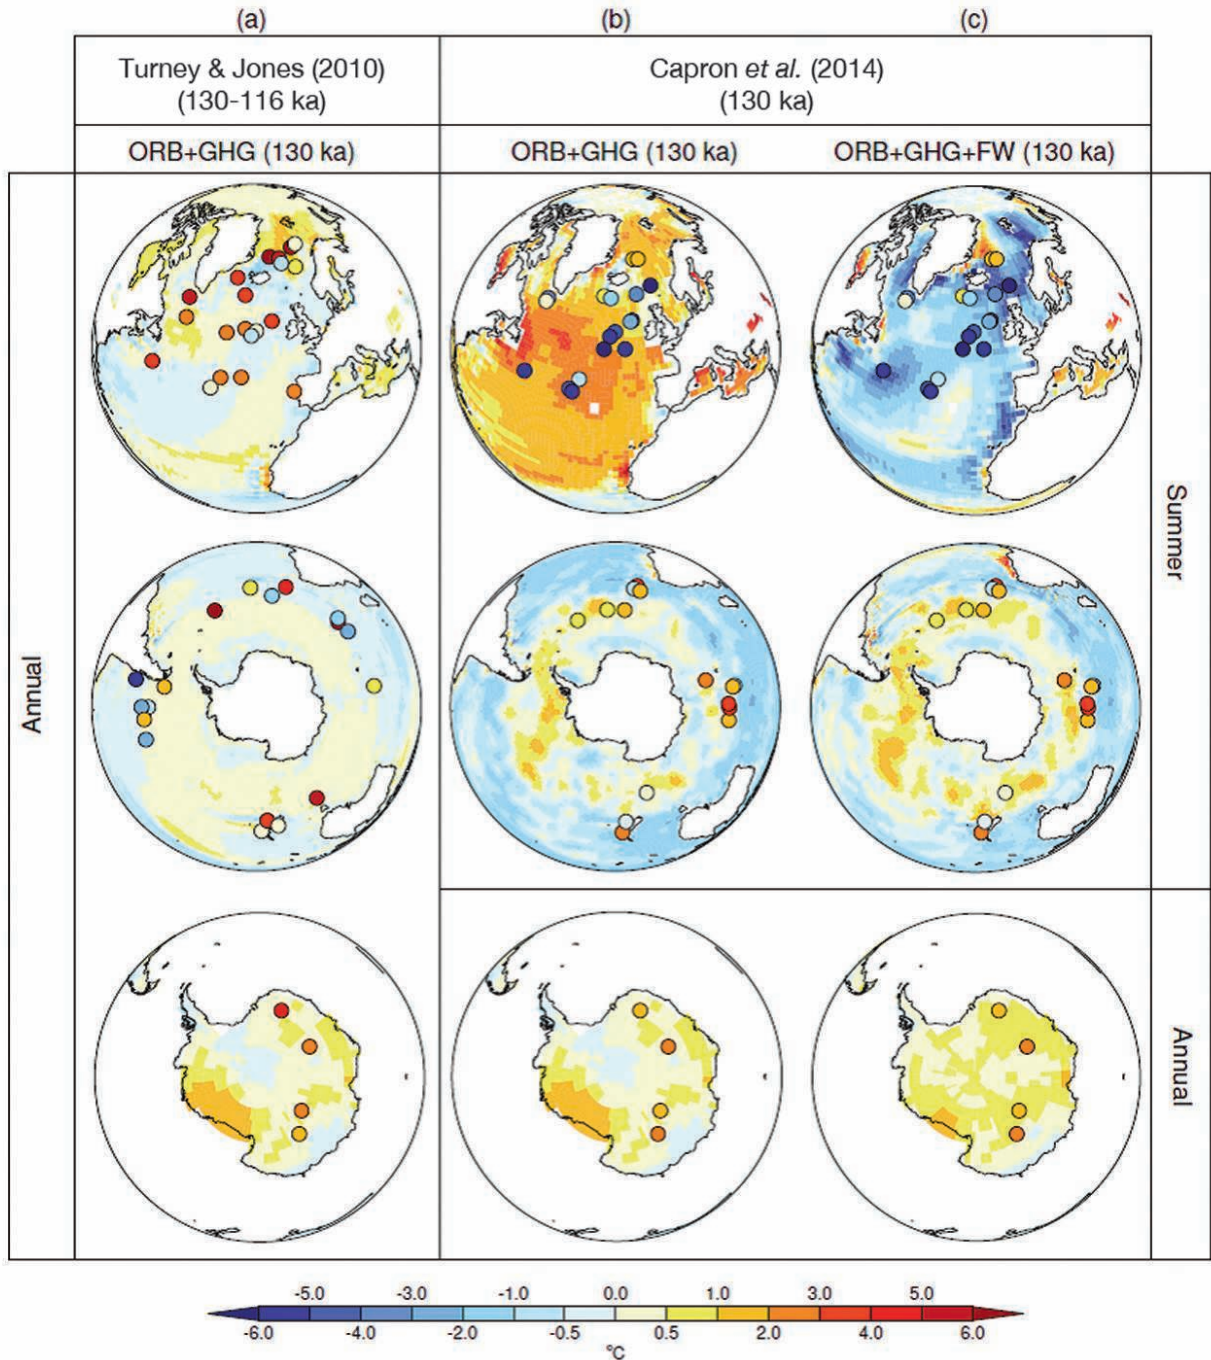 (a) (b) (c)
Turney & Jones (2010)
(130-116 ka)
Capron et al. (2014)
(130 ka)
ORB+GHG (130 ka)
ORB+GHG (130 ka)
ORB+GHG+FW (130 ka)
Annual
Summer
Annual
-5.0 -3.0 -1.0 0.0 1.0 3.0 5.0
-6.0 -4.0 -2.0 -0.5 0.5 2.0 4.0 6.0
°C